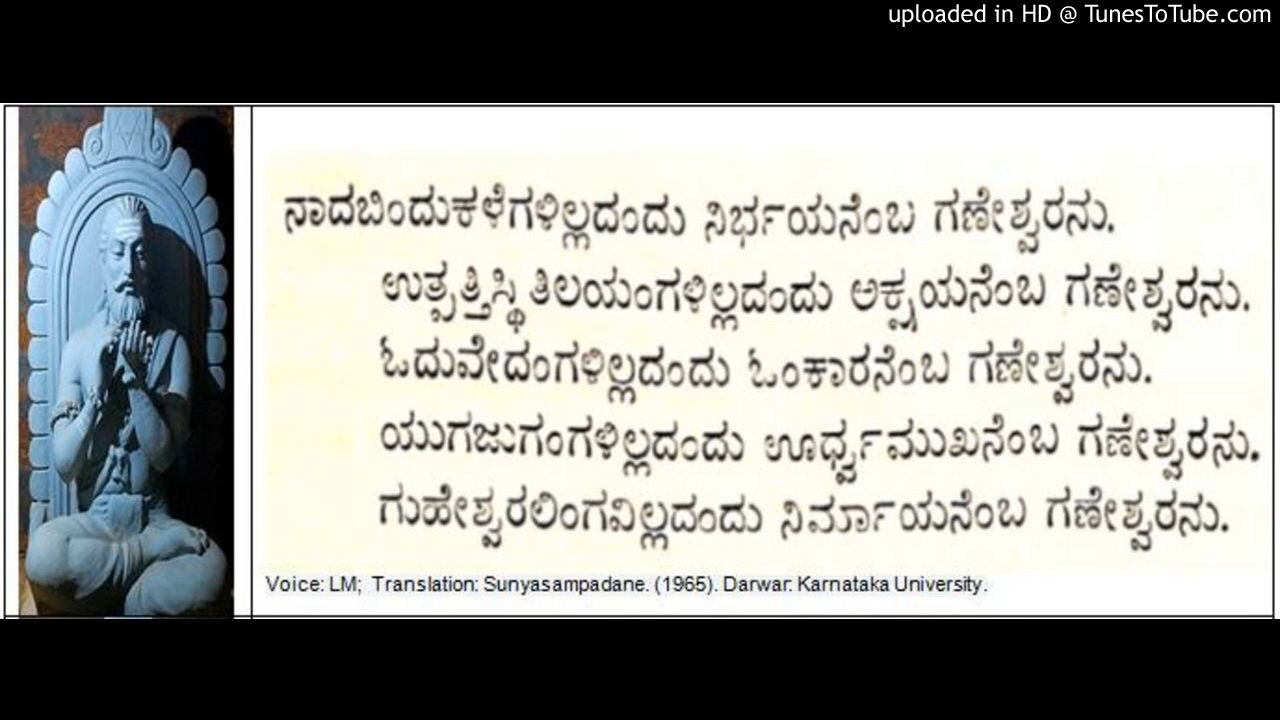 uploaded in HD @ TunesToTube.com
ನಾದಬಿಂದುಕಳೆಗಳಿಲ್ಲದಂದು ನಿರ್ಭಯನೆಂಬ ಗಣೇಶ್ವರನು.
ಉತ್ಪತ್ತಿಸ್ಥಿತಿಲಯಂಗಳಿಲ್ಲದಂದು ಅಕ್ಷಯನೆಂಬ ಗಣೇಶ್ವರನು.
ಓದುವೇದಂಗಳಿಲ್ಲದಂದು ಓಂಕಾರನೆಂಬ ಗಣೇಶ್ವರನು.
ಯುಗಜುಗಂಗಳಿಲ್ಲದಂದು ಊರ್ಧ್ವಮುಖನೆಂಬ ಗಣೇಶ್ವರನು.
ಗುಹೇಶ್ವರಲಿಂಗವಿಲ್ಲದಂದು ನಿರ್ಮಾಯನೆಂಬ ಗಣೇಶ್ವರನು.
Voice: LM; Translation: Sunyasampadane. (1965). Darwar: Karnataka University.